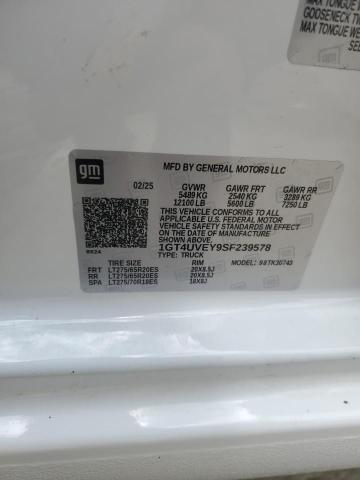 MAX TONGUE W
GOOSENECK TO
MAX TONGUE WE
SEL
gm
MFD BY GENERAL MOTORS LLC
02/25 GVWR GAWR FRT GAWR RR
5489 KG 2540 KG 3289 KG
12100 LB 5600 LB 7250 LB
THIS VEHICLE CONFORMS TO ALL
APPLICABLE U.S. FEDERAL MOTOR
VEHICLE SAFETY STANDARDS IN EFFECT ON
THE DATE OF MANUFACTURE SHOWN ABOVE.
1GT4UVEY9SF239578
TYPE: TRUCK MODEL: 98TK30743
TIRE SIZE RIM
FRT LT275/65R20ES 20X8.5J
RR LT275/65R20ES 20X8.5J
SPA LT275/70R18ES 18X8J